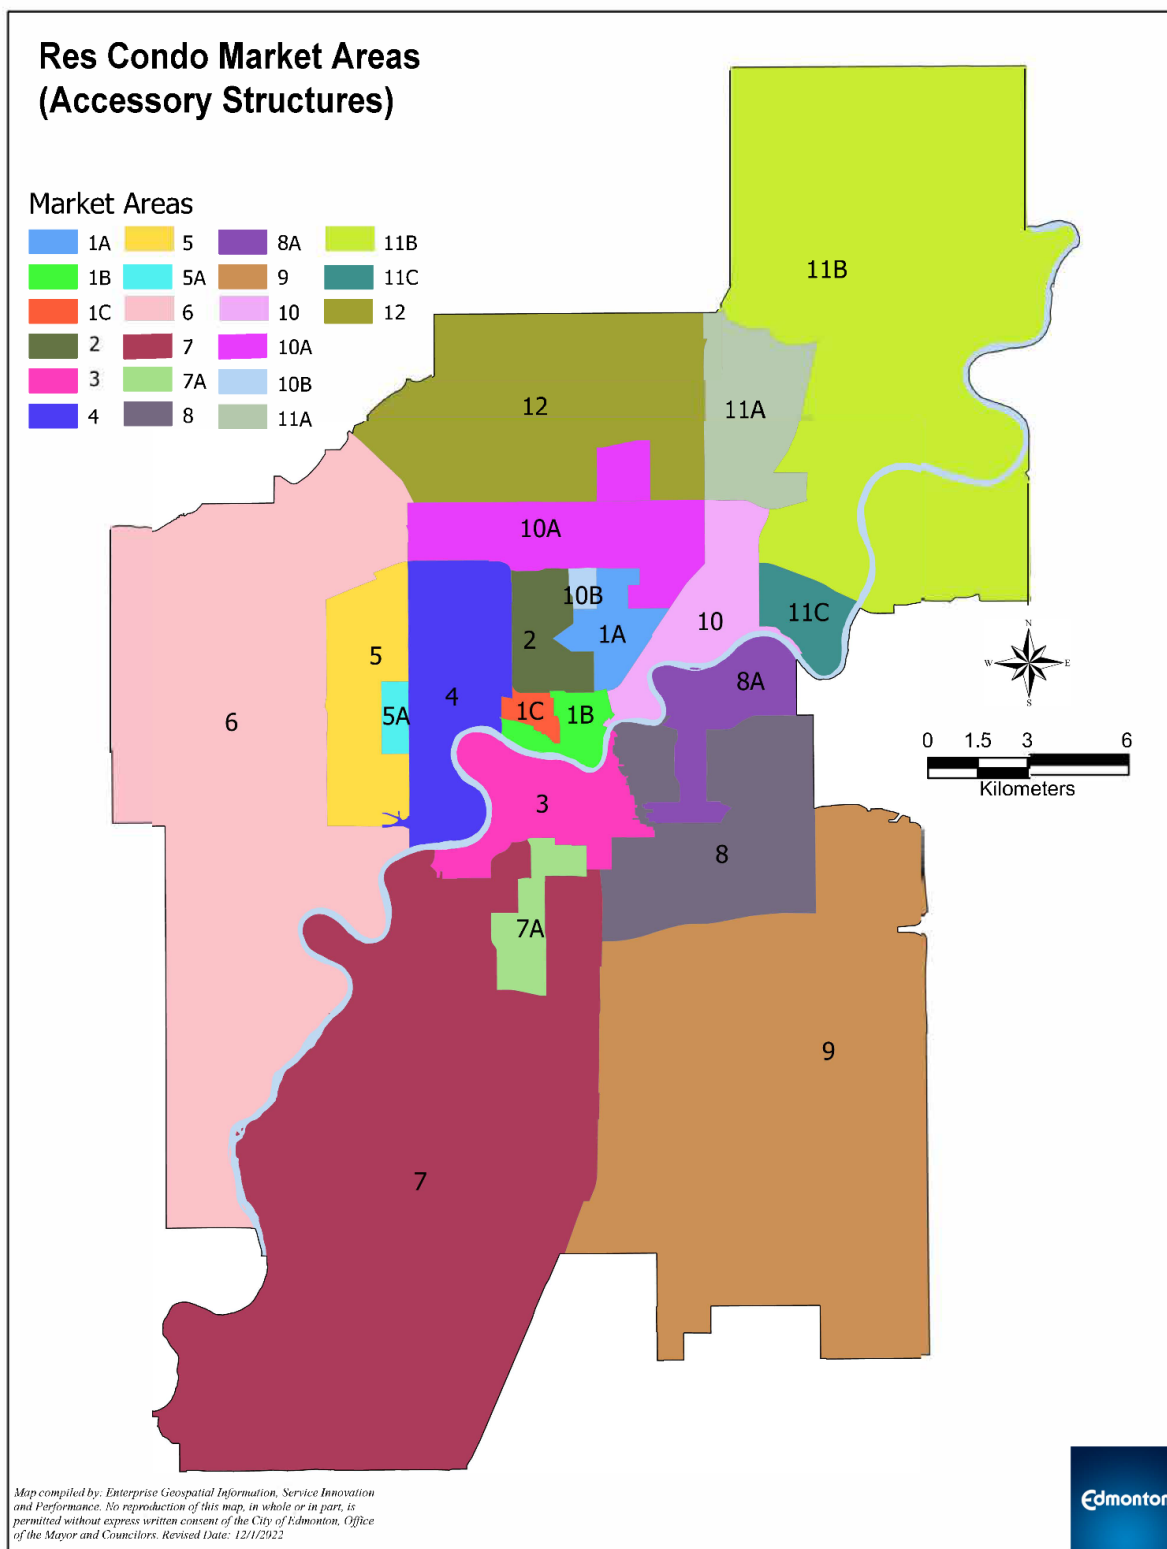 Res Condo Market Areas
(Accessory Structures)
Market Areas
1A 5 8A 11B
1B 5A 9 11C
1C 6 10 12
2 7 10A
3 7A 10B
4 8 11A
11B
12
11A
10A
10B
11C
10
1A
2
5
8A
4
5A
1C
1B
6
3
8
7A
9
7
N
W E
S
0 1.5 3 6
Kilometers
Map compiled by: Enterprise Geospatial Information, Service Innovation
and Performance. No reproduction of this map, in whole or in part, is
permitted without express written consent of the City of Edmonton, Office
of the Mayor and Councilors. Revised Date: 12/1/2022
Edmonton